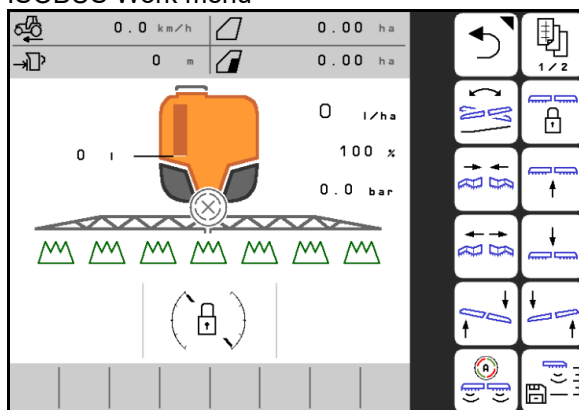 ISOBUS Work menu
0.0 km/h 0.00 ha
0 m 0.00 ha
1/2
0 l/ha
0 l
100 %
0.0 bar
A